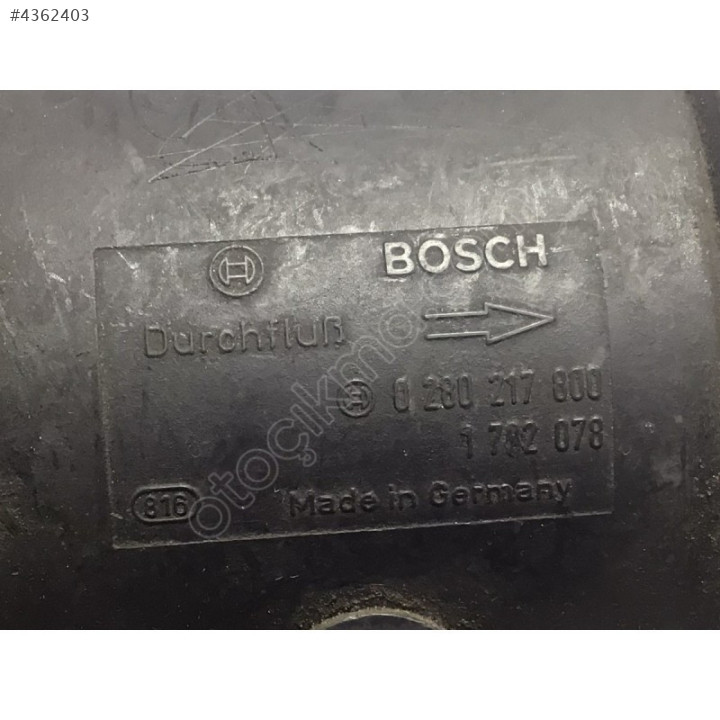 #4362403
BOSCH
Durchfluß
0 280 217 800
1 702 078
816
Made in Germany
otoçıkma